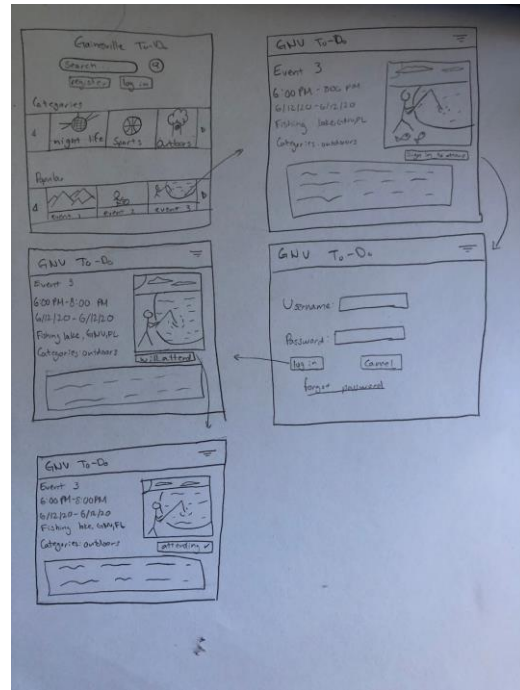 Gainesville To-Do
Search
register log in
Categories
night life Sports Outdoors
Popular
event 1 event 2 event 3
GNV To-Do
Event 3
6:00 PM - 8:00 PM
6/12/20-6/12/20
Fishing lake, GNV, FL
Categories: outdoors
Sign in to attend
GNV To-Do
Username:
Password:
log in Cancel
forgot password
GNV To-Do
Event 3
6:00 PM-8:00 PM
6/12/20-6/12/20
Fishing lake, GNV, FL
Categories: outdoors
will attend
GNV To-Do
Event 3
6:00 PM-8:00 PM
6/12/20-6/12/20
Fishing lake, GNV, FL
Categories: outdoors
attending ✓